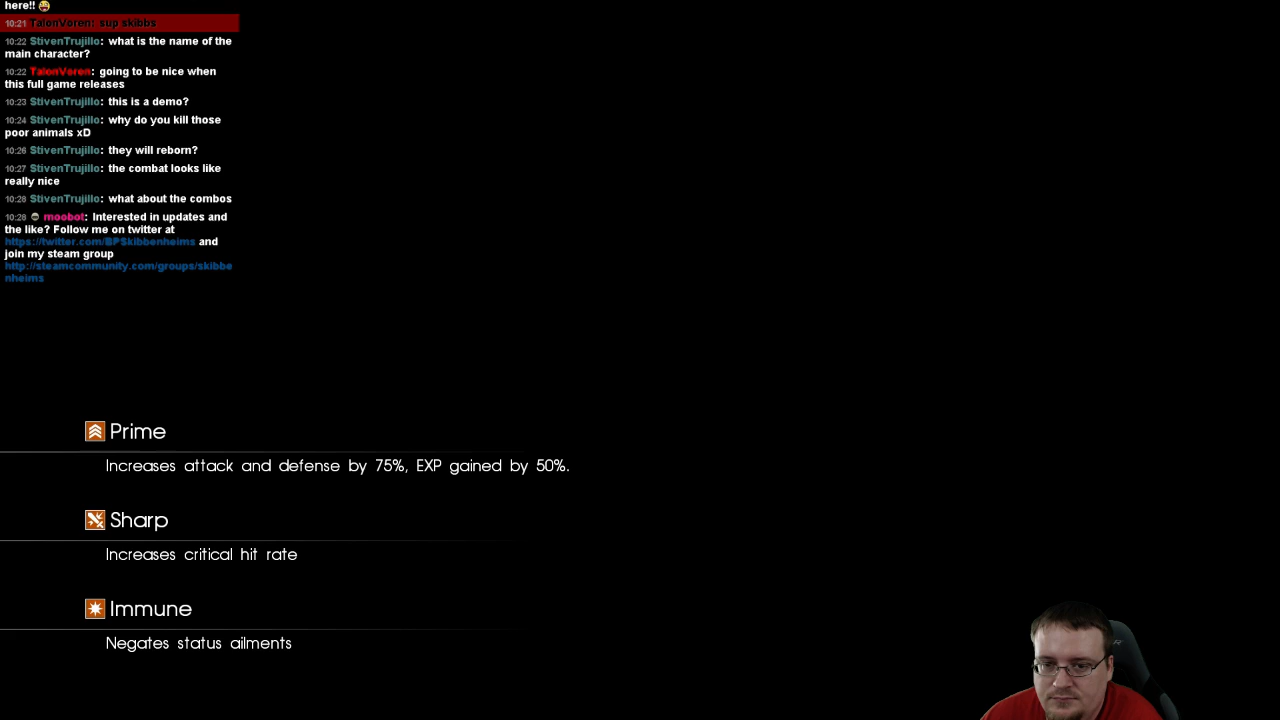 here!!
10:21 TalonVoren: sup skibbs
10:22 StivenTrujillo: what is the name of the
main character?
10:22 TalonVoren: going to be nice when
this full game releases
10:23 StivenTrujillo: this is a demo?
10:24 StivenTrujillo: why do you kill those
poor animals xD
10:26 StivenTrujillo: they will reborn?
10:27 StivenTrujillo: the combat looks like
really nice
10:28 StivenTrujillo: what about the combos
10:28 moobot: Interested in updates and
the like? Follow me on twitter at
https://twitter.com/BPSkibbenheims and
join my steam group
http://steamcommunity.com/groups/skibbe
nheims
Prime
Increases attack and defense by 75%, EXP gained by 50%.
Sharp
Increases critical hit rate
Immune
Negates status ailments